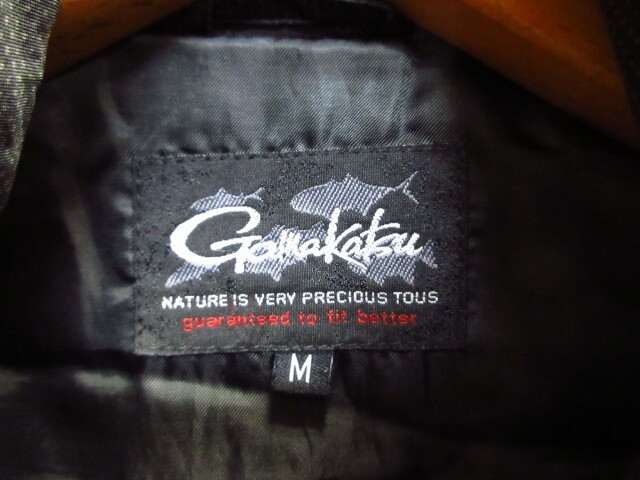 Gamakatsu
NATURE IS VERY PRECIOUS TOUS
guaranteed to fit better
M